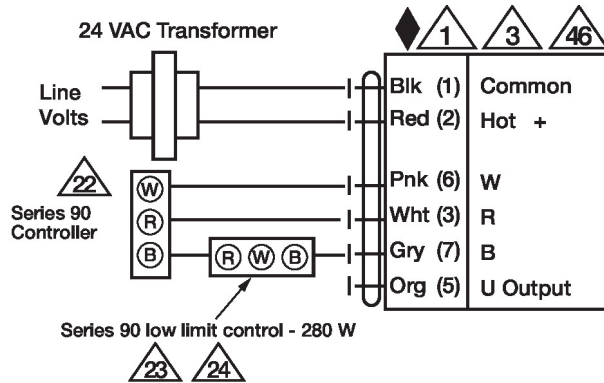 24 VAC Transformer
1 3 46
Line
Volts
Blk (1) Common
Red (2) Hot +
22
Series 90
Controller
W
R
B
R W B
Pnk (6) W
Wht (3) R
Gry (7) B
Org (5) U Output
Series 90 low limit control - 280 W
23 24